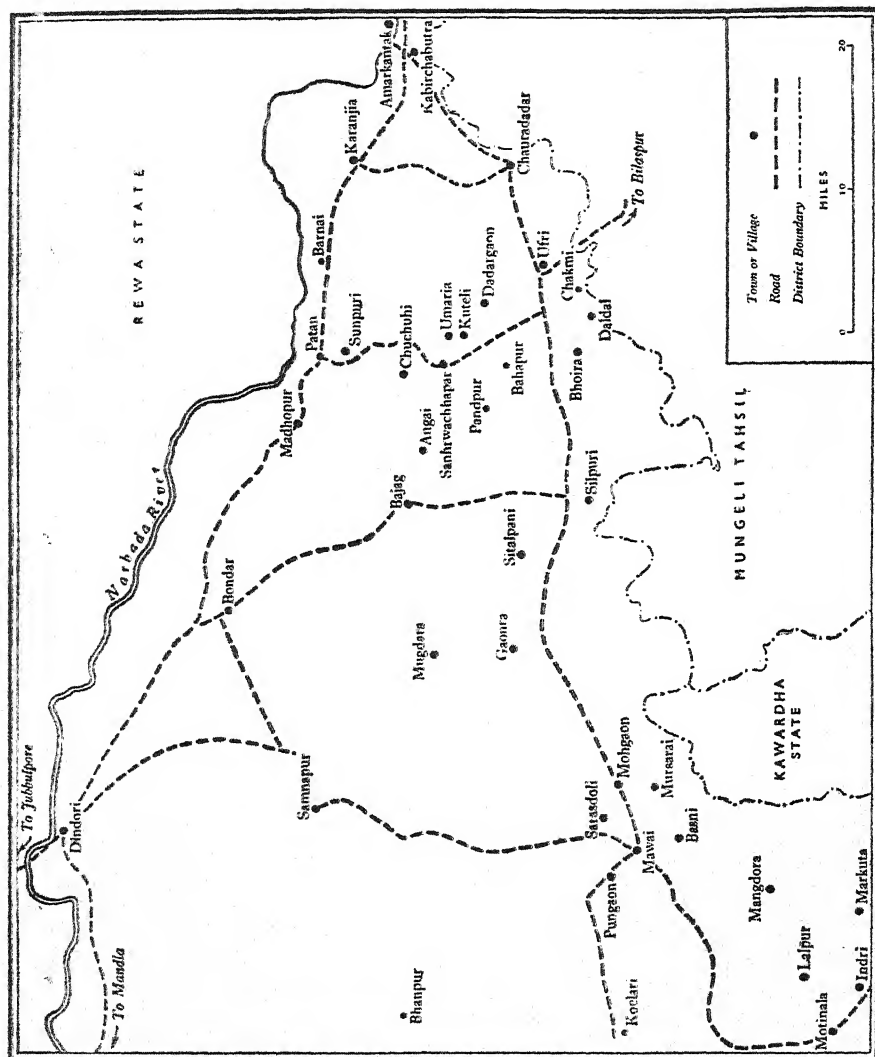 REWA STATE
Narbada River
To Jubbulpore
Dindori
To Mandla
Amarkantak
Kabirchabutra
Karanjia
Chauradadar
Barnai
Patan
Sunpuri
Madhopur
Chuchuhi
Umaria
Kuteli
Dadargaon
Ufri
To Bilaspur
Chakmi
Daldal
Angai
Sanhrwachhapar
Pandpur
Bahapur
Bhoira
Bajag
Silpuri
Sitalpani
Bondar
Mugdara
Gaonra
Samnapur
Mohgaon
Satasdoli
Mursarai
Mawai
Basni
Pungaon
Mangdora
Markuta
Bhanpur
Lalpur
Indri
Motinala
MUNGELI TAHSIL
KAWARDHA
STATE
Town or Village
Road
District Boundary
0 10 20
MILES